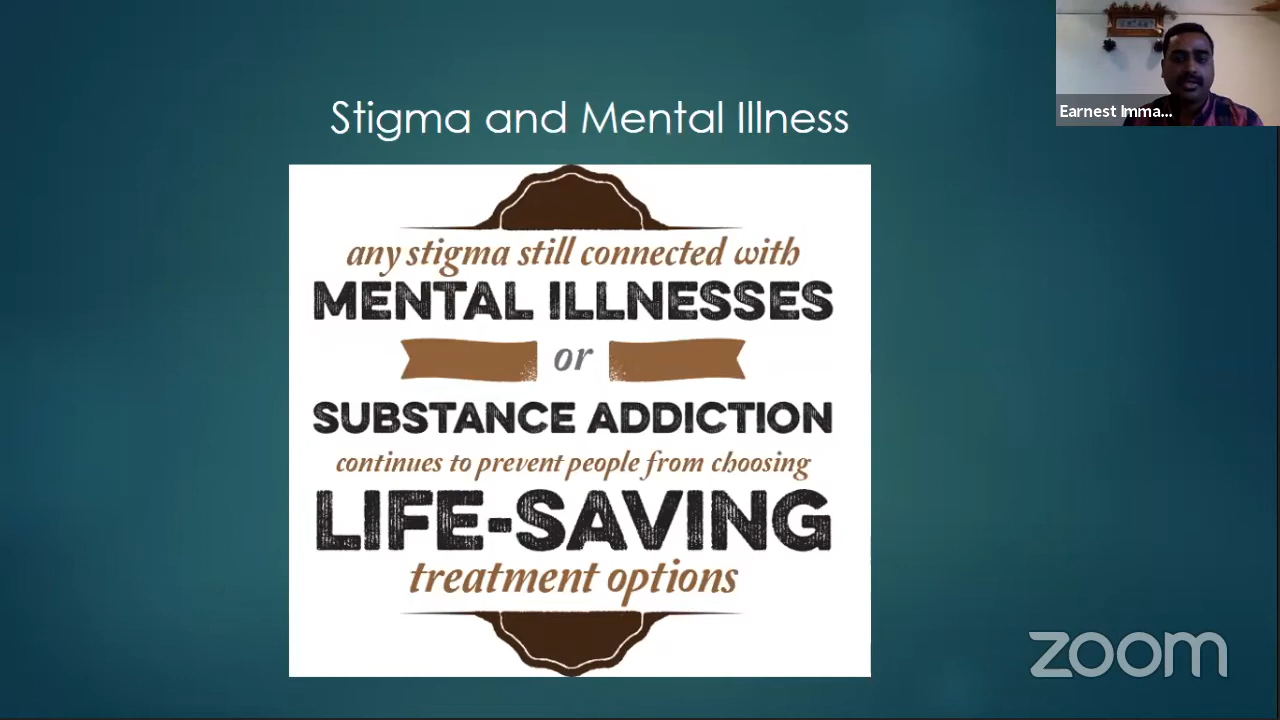 Stigma and Mental Illness
any stigma still connected with
MENTAL ILLNESSES
or
SUBSTANCE ADDICTION
continues to prevent people from choosing
LIFE-SAVING
treatment options
Earnest Imma...
zoom